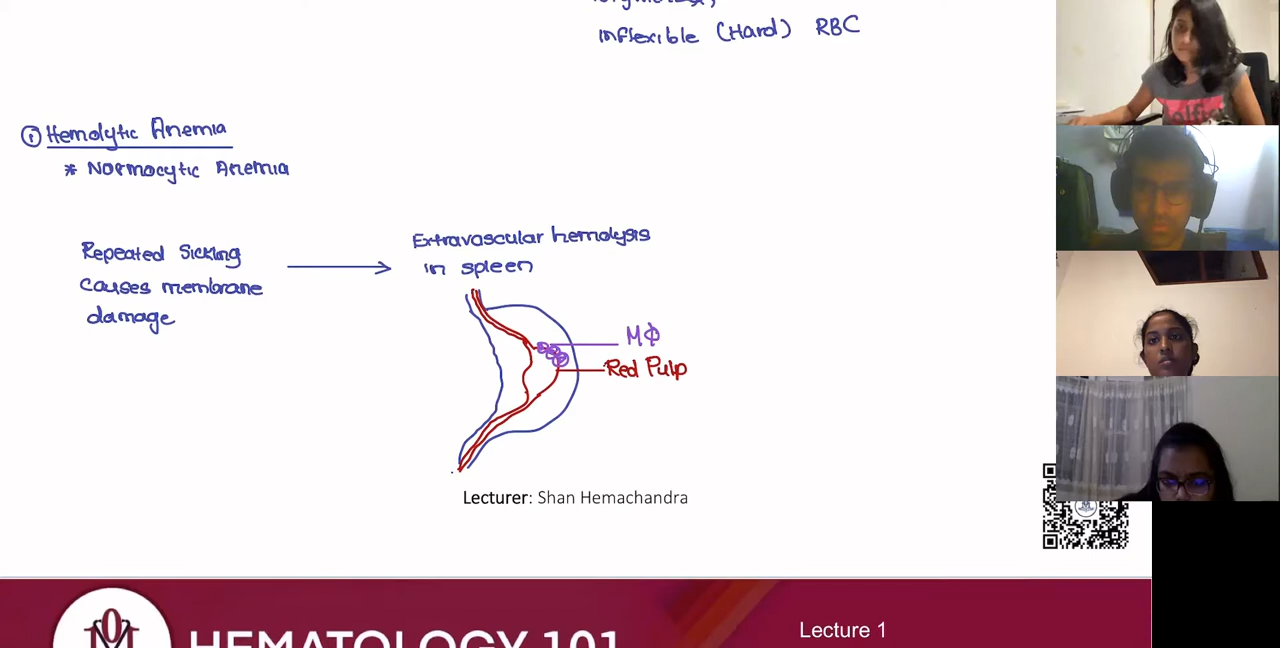 inflexible (Hard) RBC
① Hemolytic Anemia
* Normocytic Anemia
Repeated Sickling
causes membrane
damage
Extravascular hemolysis
in spleen
MΦ
Red Pulp
Lecturer: Shan Hemachandra
HEMATOLOGY 101
Lecture 1